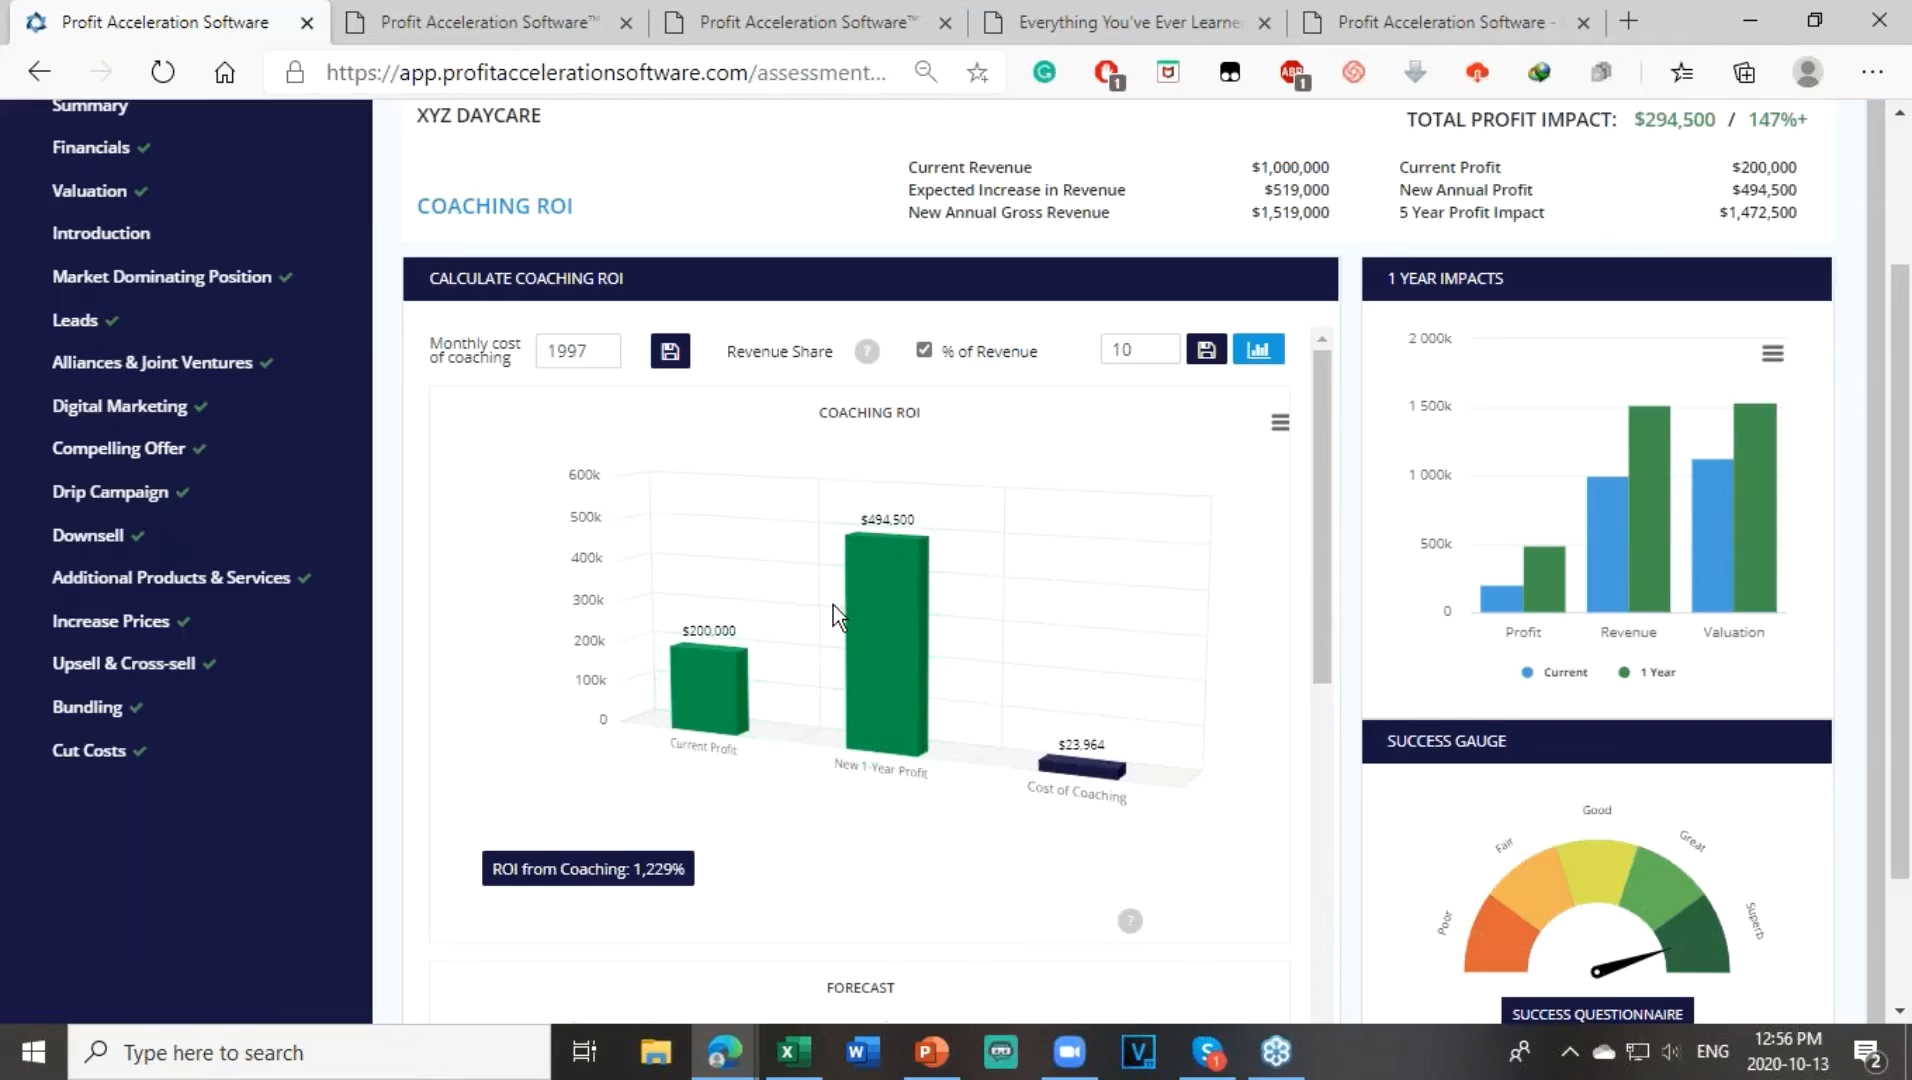 Profit Acceleration Software
Profit Acceleration Software™
Profit Acceleration Software™
Everything You've Ever Learne
Profit Acceleration Software -
https://app.profitaccelerationsoftware.com/assessment...
1
ABP
1
Summary
Financials
Valuation
Introduction
Market Dominating Position
Leads
Alliances & Joint Ventures
Digital Marketing
Compelling Offer
Drip Campaign
Downsell
Additional Products & Services
Increase Prices
Upsell & Cross-sell
Bundling
Cut Costs
XYZ DAYCARE
TOTAL PROFIT IMPACT: $294,500 / 147%+
COACHING ROI
Current Revenue $1,000,000
Expected Increase in Revenue $519,000
New Annual Gross Revenue $1,519,000
Current Profit $200,000
New Annual Profit $494,500
5 Year Profit Impact $1,472,500
CALCULATE COACHING ROI
Monthly cost
of coaching
1997
Revenue Share ?
% of Revenue
10
COACHING ROI
600k
500k
400k
300k
200k
100k
0
$200,000
$494,500
$23,964
Current Profit
New 1-Year Profit
Cost of Coaching
ROI from Coaching: 1,229%
?
FORECAST
1 YEAR IMPACTS
2 000k
1 500k
1 000k
500k
0
Profit Revenue Valuation
Current 1 Year
SUCCESS GAUGE
Poor
Fair
Good
Great
Superb
SUCCESS QUESTIONNAIRE
Type here to search
ENG
12:56 PM
2020-10-13
2